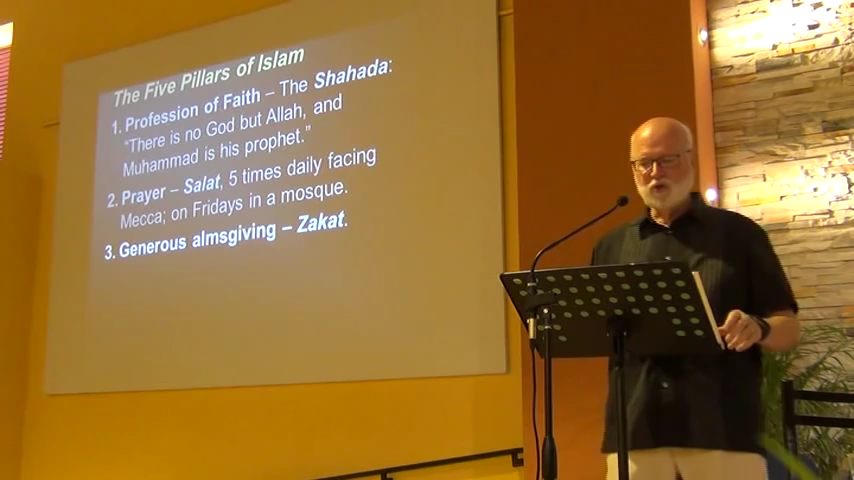 The Five Pillars of Islam
1. Profession of Faith – The Shahada:
“There is no God but Allah, and
Muhammad is his prophet.”
2. Prayer – Salat, 5 times daily facing
Mecca; on Fridays in a mosque.
3. Generous almsgiving – Zakat.